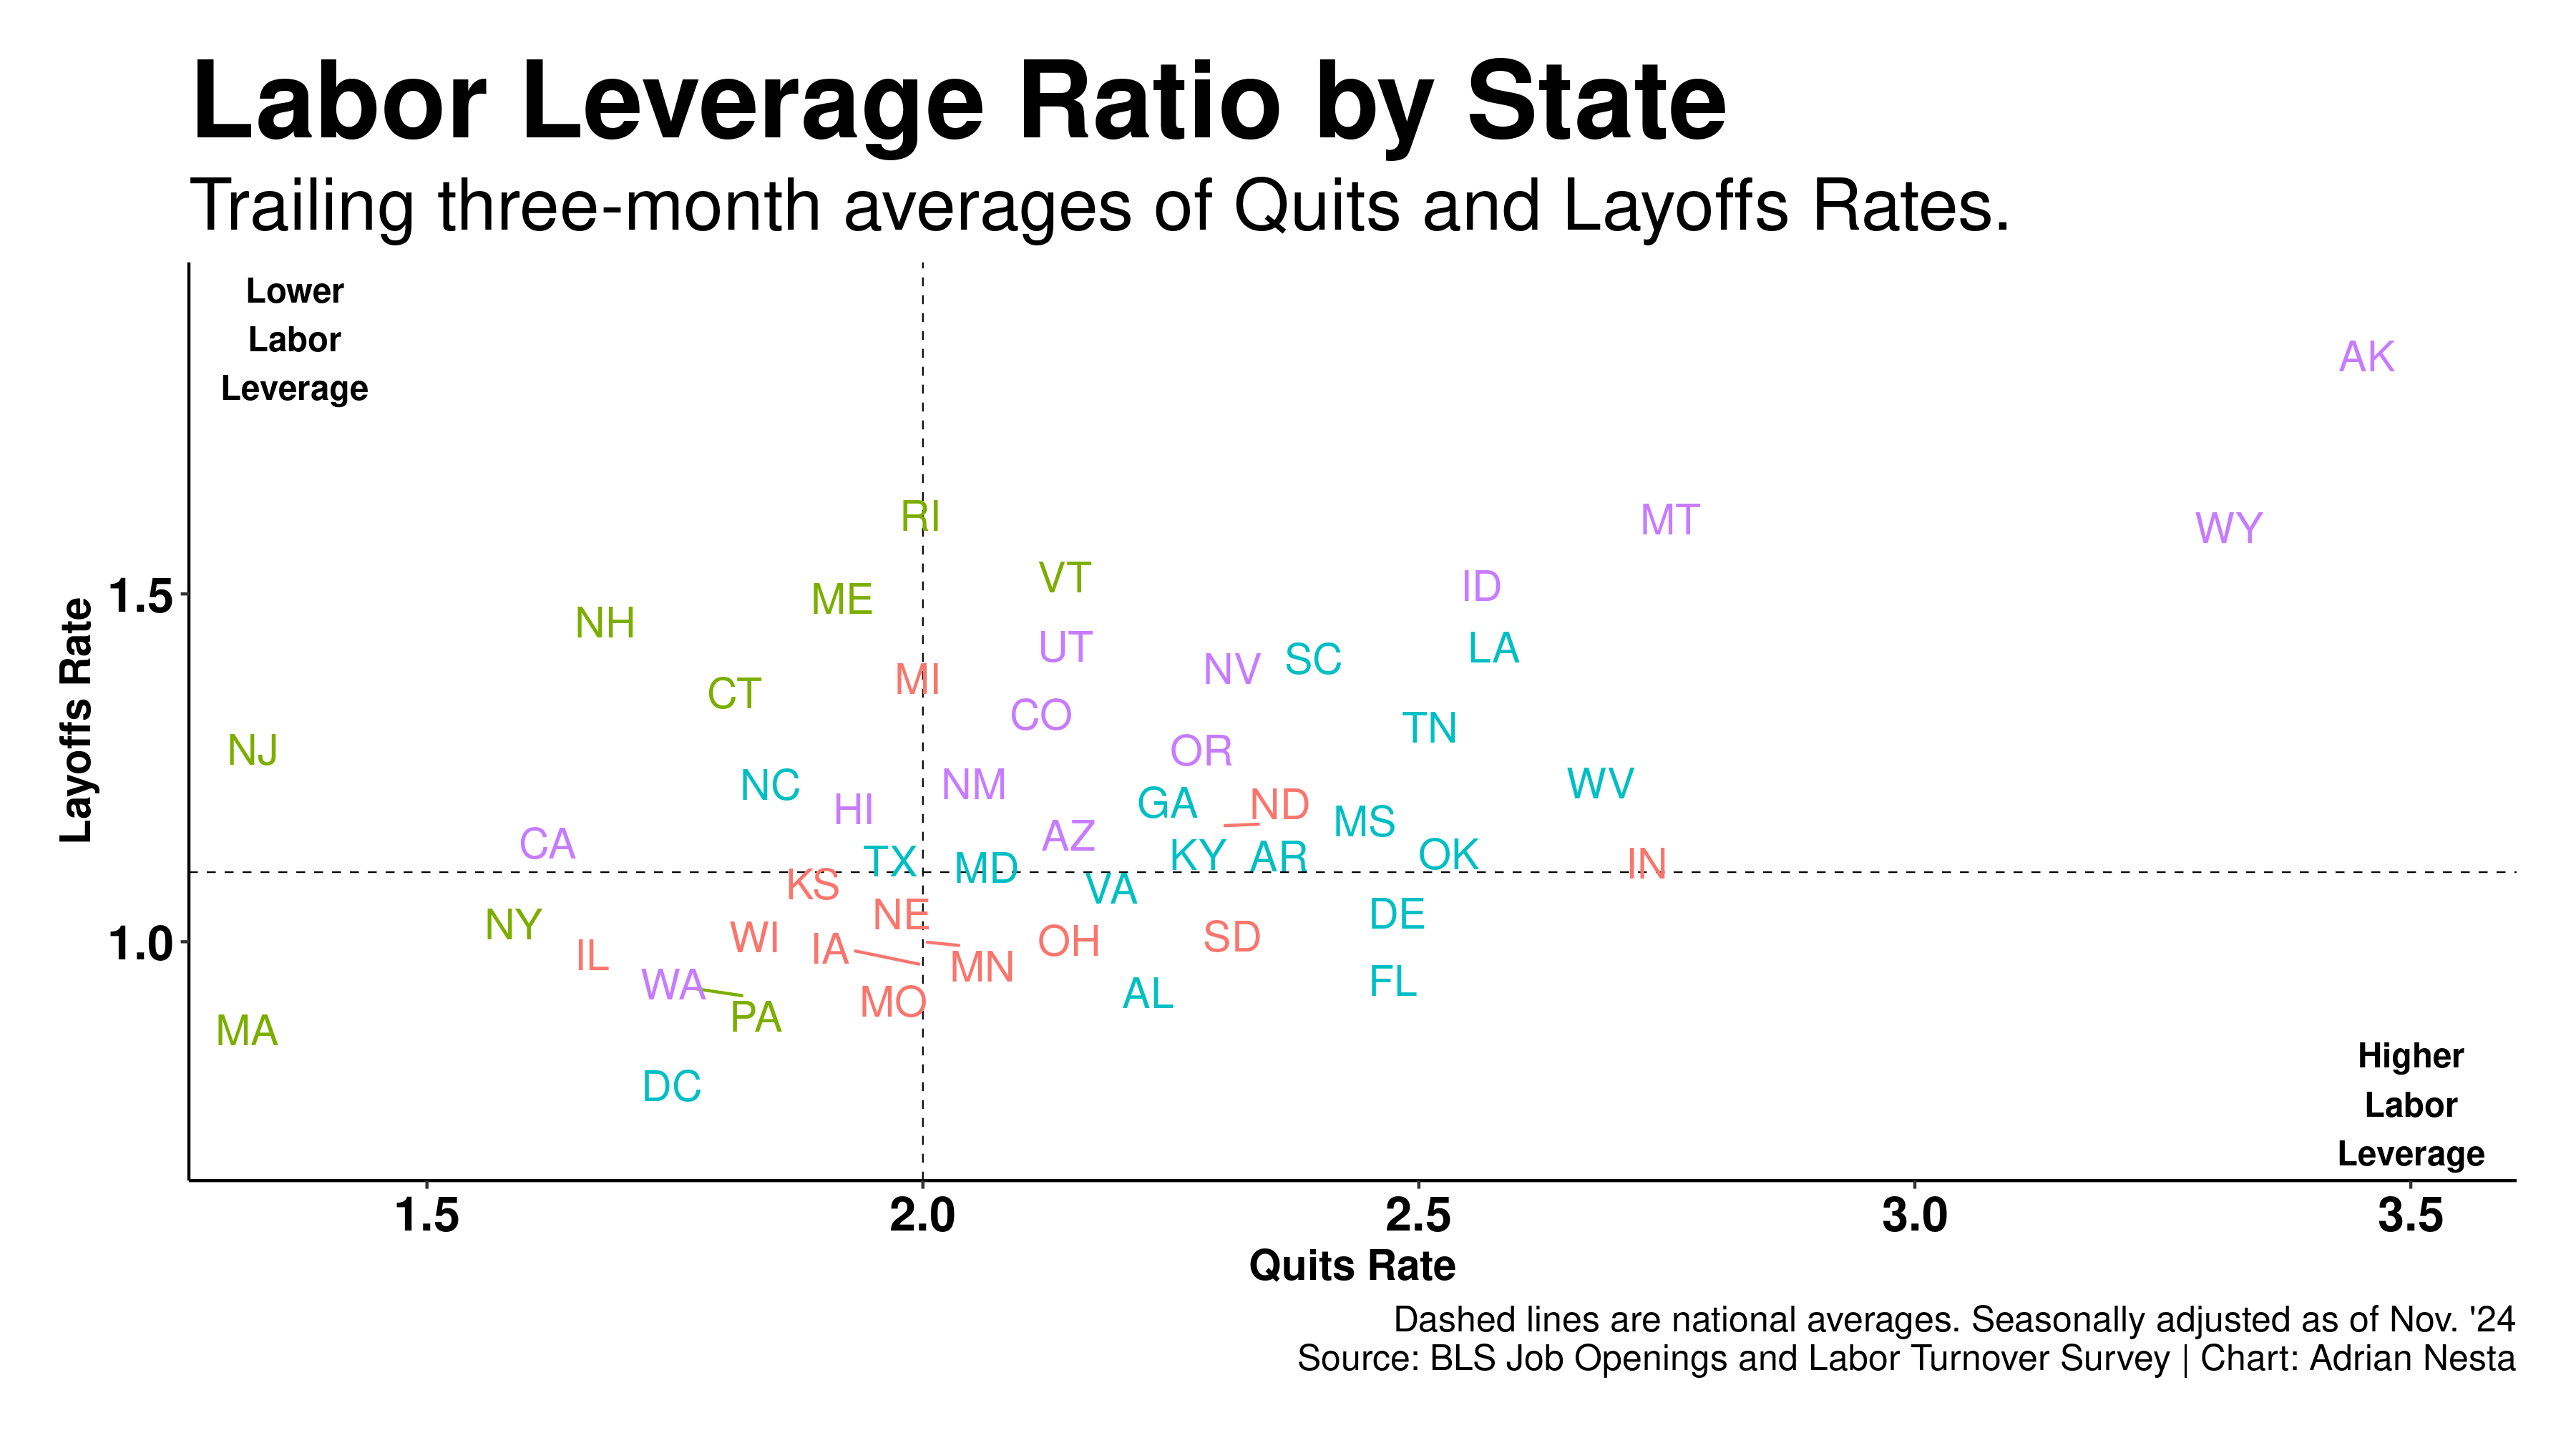 Labor Leverage Ratio by State
Trailing three-month averages of Quits and Layoffs Rates.
Lower
Labor
Leverage
AK
RI
MT
WY
VT
ID
1.5
ME
NH
UT
LA
SC
NV
MI
CT
CO
TN
NJ
OR
NC
NM
WV
HI
GA
ND
MS
AZ
CA
TX
MD
KY
AR
OK
IN
KS
VA
NE
DE
NY
WI
1.0
IA
OH
SD
IL
MN
WA
FL
AL
MO
PA
MA
DC
Layoffs Rate
Higher
Labor
Leverage
1.5
2.0
2.5
3.0
3.5
Quits Rate
Dashed lines are national averages. Seasonally adjusted as of Nov. '24
Source: BLS Job Openings and Labor Turnover Survey | Chart: Adrian Nesta